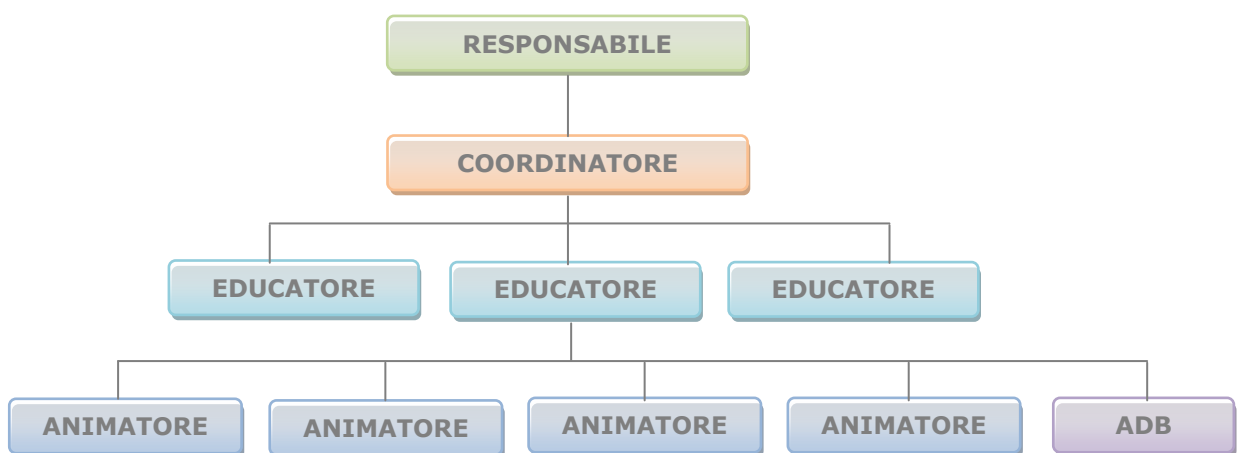 RESPONSABILE
COORDINATORE
EDUCATORE
EDUCATORE
EDUCATORE
ANIMATORE
ANIMATORE
ANIMATORE
ANIMATORE
ADB